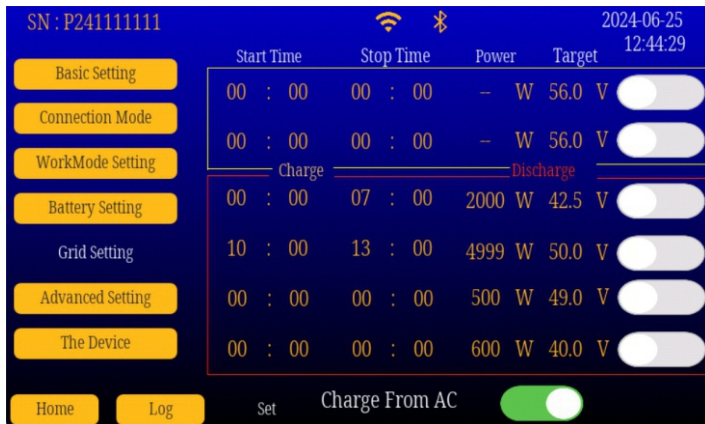 SN : P241111111 2024-06-25
12:44:29
Start Time Stop Time Power Target
Basic Setting
00 : 00 00 : 00 -- W 56.0 V
Connection Mode
00 : 00 00 : 00 -- W 56.0 V
WorkMode Setting
Charge Discharge
Battery Setting
00 : 00 07 : 00 2000 W 42.5 V
Grid Setting
10 : 00 13 : 00 4999 W 50.0 V
Advanced Setting
00 : 00 00 : 00 500 W 49.0 V
The Device
00 : 00 00 : 00 600 W 40.0 V
Home Log Set Charge From AC